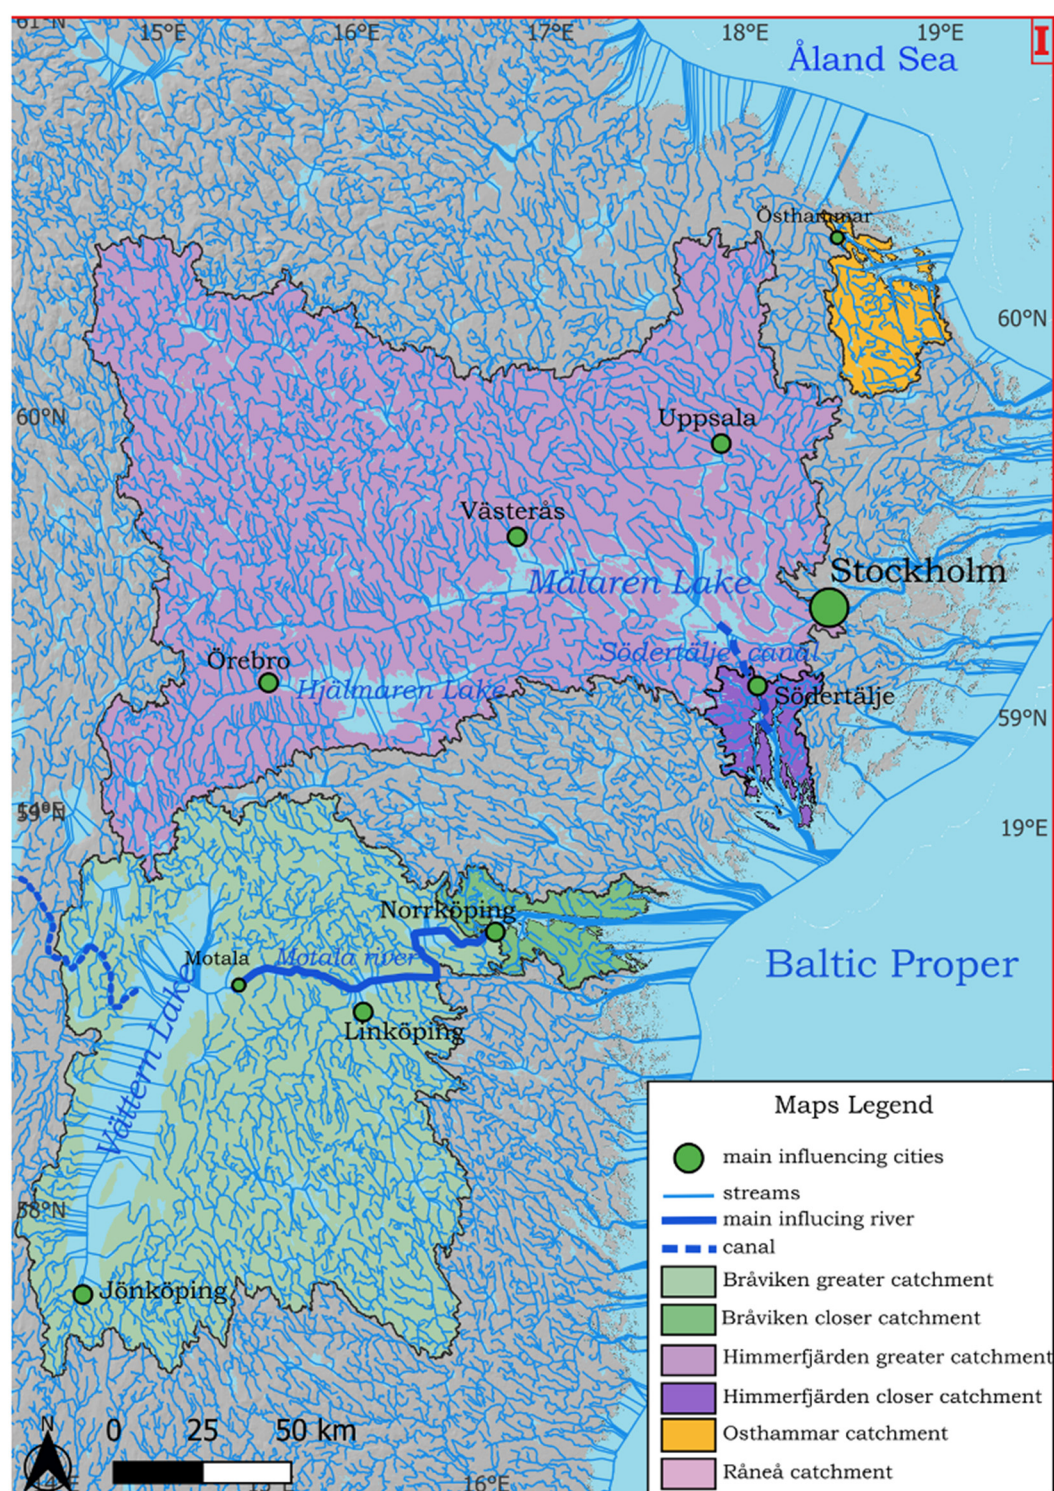 61°N
15°E
16°E
17°E
18°E
19°E
I
Åland Sea
Östhammar
60°N
60°N
Uppsala
Västerås
Mälaren Lake
Stockholm
Södertälje canal
Örebro
Hjälmaren Lake
Södertälje
59°N
19°E
Norrköping
Motala
Motala river
Baltic Proper
Linköping
Vättern Lake
58°N
Jönköping
Maps Legend
main influencing cities
streams
main influcing river
canal
Bråviken greater catchment
Bråviken closer catchment
Himmerfjärden greater catchment
Himmerfjärden closer catchment
Osthammar catchment
Råneå catchment
N
0 25 50 km
16°E